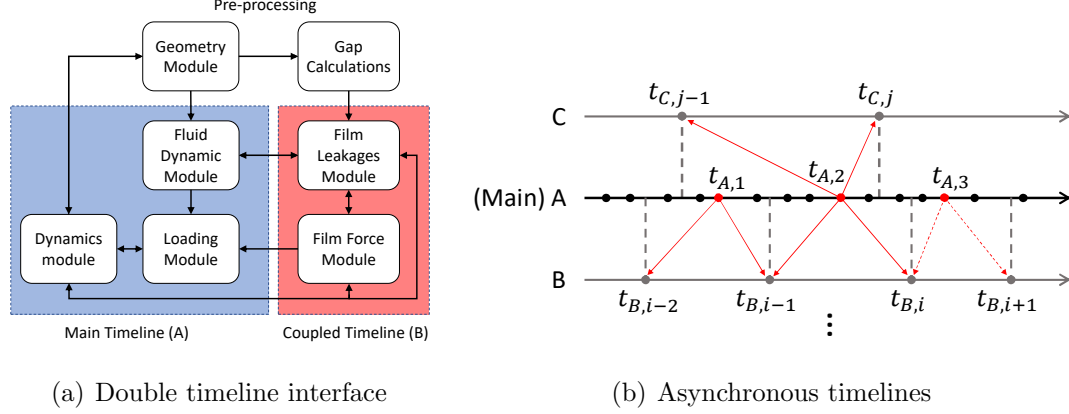 Pre-processing
Geometry
Module
Gap
Calculations
Fluid
Dynamic
Module
Film
Leakages
Module
Dynamics
module
Loading
Module
Film Force
Module
Main Timeline (A)
Coupled Timeline (B)
(a) Double timeline interface
C
t_{C,j−1}
t_{C,j}
(Main) A
t_{A,1}
t_{A,2}
t_{A,3}
B
t_{B,i−2}
t_{B,i−1}
t_{B,i}
t_{B,i+1}
⋮
(b) Asynchronous timelines